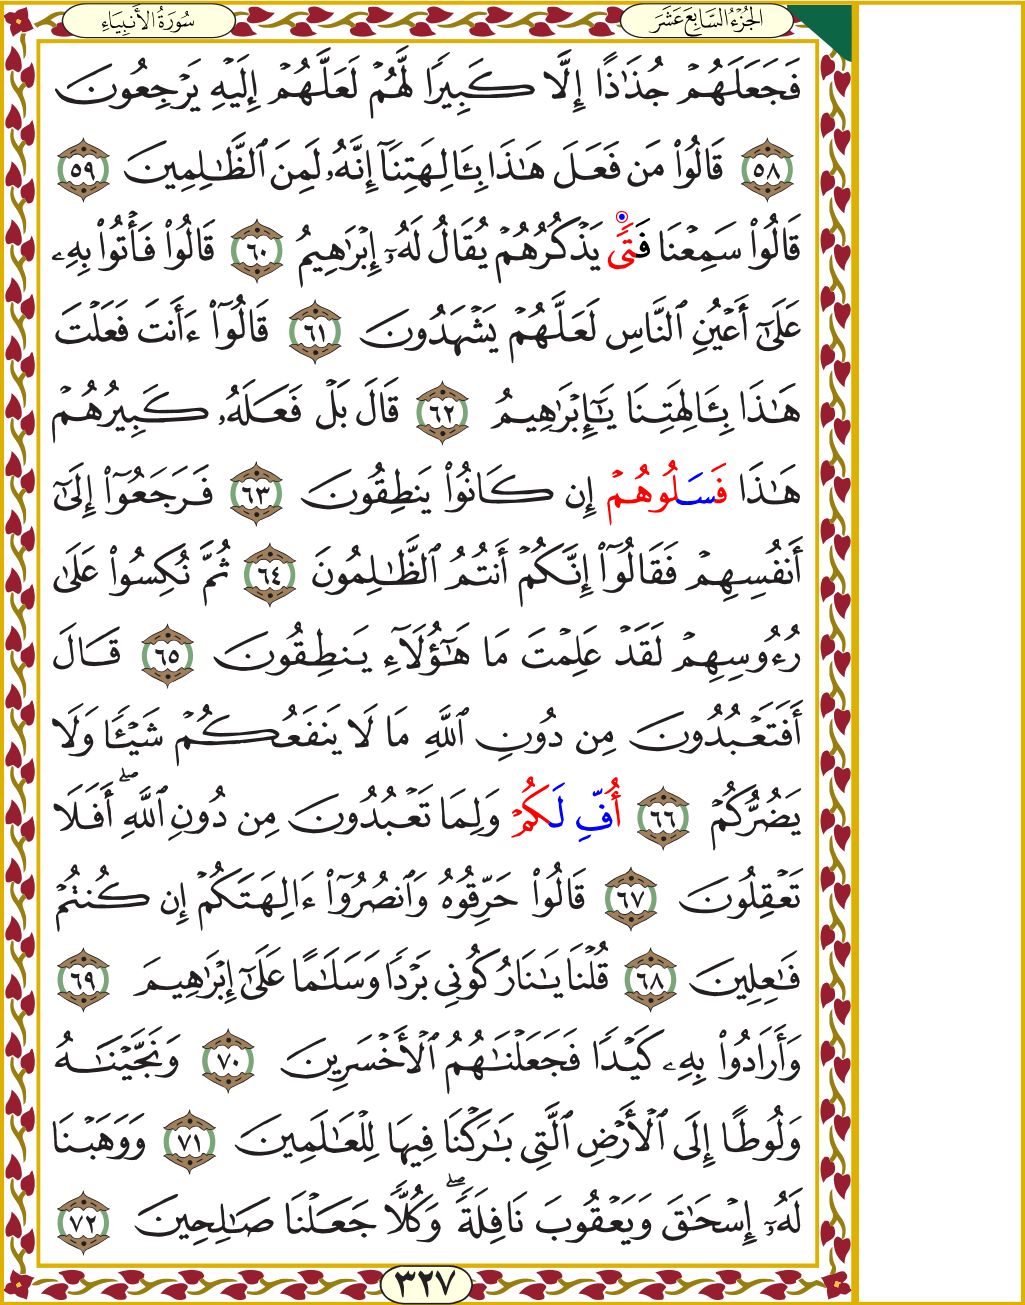 سُورَةُ الأَنبِيَاءِ
الجُزْءُ السَّابِعَ عَشَرَ
فَجَعَلَهُمْ جُذَٰذًا إِلَّا كَبِيرًا لَّهُمْ لَعَلَّهُمْ إِلَيْهِ يَرْجِعُونَ
٥٨ قَالُوا۟ مَن فَعَلَ هَـٰذَا بِـَٔالِهَتِنَآ إِنَّهُۥ لَمِنَ ٱلظَّـٰلِمِينَ ٥٩
قَالُوا۟ سَمِعْنَا فَتًى يَذْكُرُهُمْ يُقَالُ لَهُۥٓ إِبْرَٰهِيمُ ٦٠ قَالُوا۟ فَأْتُوا۟ بِهِۦ
عَلَىٰٓ أَعْيُنِ ٱلنَّاسِ لَعَلَّهُمْ يَشْهَدُونَ ٦١ قَالُوٓا۟ ءَأَنتَ فَعَلْتَ
هَـٰذَا بِـَٔالِهَتِنَا يَـٰٓإِبْرَٰهِيمُ ٦٢ قَالَ بَلْ فَعَلَهُۥ كَبِيرُهُمْ
هَـٰذَا فَسَلُوهُمْ إِن كَانُوا۟ يَنطِقُونَ ٦٣ فَرَجَعُوٓا۟ إِلَىٰٓ
أَنفُسِهِمْ فَقَالُوٓا۟ إِنَّكُمْ أَنتُمُ ٱلظَّـٰلِمُونَ ٦٤ ثُمَّ نُكِسُوا۟ عَلَىٰ
رُءُوسِهِمْ لَقَدْ عَلِمْتَ مَا هَـٰٓؤُلَآءِ يَنطِقُونَ ٦٥ قَالَ
أَفَتَعْبُدُونَ مِن دُونِ ٱللَّهِ مَا لَا يَنفَعُكُمْ شَيْـًٔا وَلَا
يَضُرُّكُمْ ٦٦ أُفِّ لَكُمْ وَلِمَا تَعْبُدُونَ مِن دُونِ ٱللَّهِ ۖ أَفَلَا
تَعْقِلُونَ ٦٧ قَالُوا۟ حَرِّقُوهُ وَٱنصُرُوٓا۟ ءَالِهَتَكُمْ إِن كُنتُمْ
فَـٰعِلِينَ ٦٨ قُلْنَا يَـٰنَارُ كُونِى بَرْدًا وَسَلَـٰمًا عَلَىٰٓ إِبْرَٰهِيمَ ٦٩
وَأَرَادُوا۟ بِهِۦ كَيْدًا فَجَعَلْنَـٰهُمُ ٱلْأَخْسَرِينَ ٧٠ وَنَجَّيْنَـٰهُ
وَلُوطًا إِلَى ٱلْأَرْضِ ٱلَّتِى بَـٰرَكْنَا فِيهَا لِلْعَـٰلَمِينَ ٧١ وَوَهَبْنَا
لَهُۥٓ إِسْحَـٰقَ وَيَعْقُوبَ نَافِلَةً ۖ وَكُلًّا جَعَلْنَا صَـٰلِحِينَ ٧٢
٣٢٧